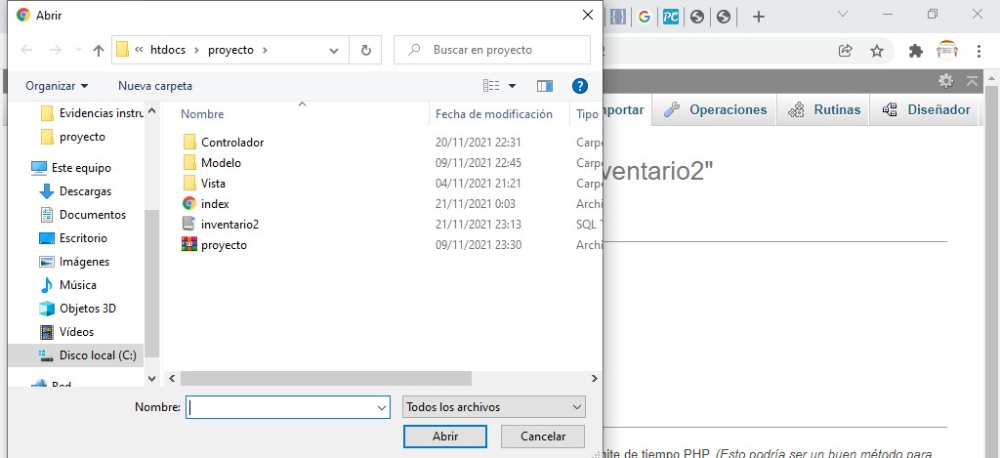 Abrir
« htdocs › proyecto ›
Buscar en proyecto
Organizar
Nueva carpeta
Evidencias instru
proyecto
Este equipo
Descargas
Documentos
Escritorio
Imágenes
Música
Objetos 3D
Vídeos
Disco local (C:)
Red
Nombre Fecha de modificación Tipo
Controlador 20/11/2021 22:31 Carpe
Modelo 09/11/2021 22:45 Carpe
Vista 04/11/2021 21:21 Carpe
index 21/11/2021 0:03 Archi
inventario2 21/11/2021 23:13 SQL T
proyecto 09/11/2021 23:30 Archi
Nombre:
Todos los archivos
Abrir Cancelar
PC
2
mportar Operaciones Rutinas Diseñador
ventario2"
mite de tiempo PHP. (Esto podría ser un buen método para